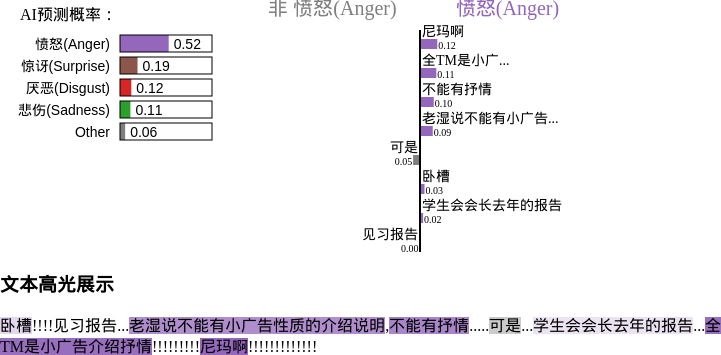 AI预测概率：
愤怒(Anger) 0.52
惊讶(Surprise) 0.19
厌恶(Disgust) 0.12
悲伤(Sadness) 0.11
Other 0.06
非 愤怒(Anger) 愤怒(Anger)
尼玛啊
0.12
全TM是小广...
0.11
不能有抒情
0.10
老湿说不能有小广告...
0.09
可是
0.05
卧槽
0.03
学生会会长去年的报告
0.02
见习报告
0.00
文本高光展示
卧槽!!!!见习报告...老湿说不能有小广告性质的介绍说明,不能有抒情.....可是...学生会会长去年的报告...全
TM是小广告介绍抒情!!!!!!!!!!尼玛啊!!!!!!!!!!!!!!